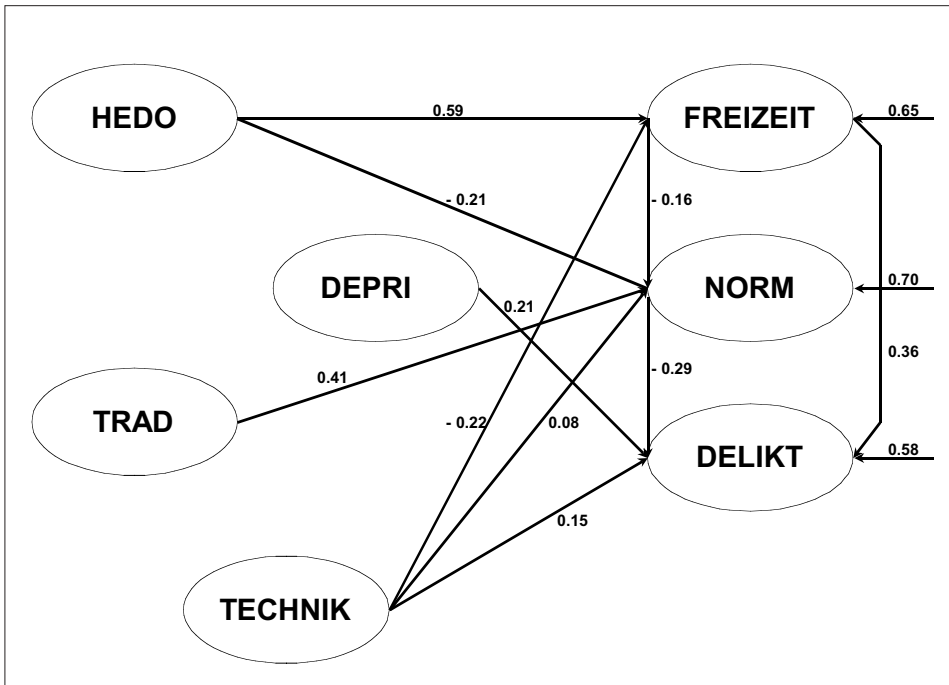 HEDO
0.59
FREIZEIT
0.65
- 0.21
- 0.16
DEPRI
0.21
NORM
0.70
0.36
TRAD
0.41
- 0.22
0.08
- 0.29
DELIKT
0.58
0.15
TECHNIK